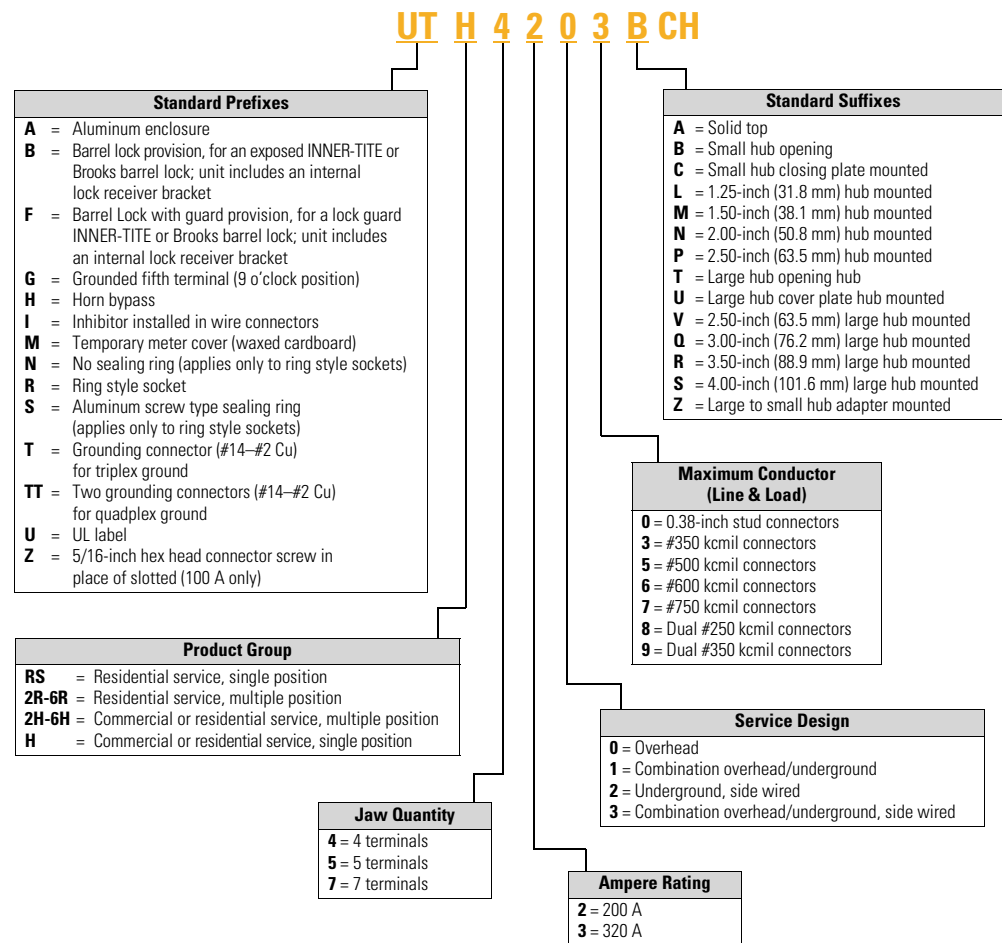 UT H 4 2 0 3 B CH
Standard Prefixes
A = Aluminum enclosure
B = Barrel lock provision, for an exposed INNER-TITE or
Brooks barrel lock; unit includes an internal
lock receiver bracket
F = Barrel Lock with guard provision, for a lock guard
INNER-TITE or Brooks barrel lock; unit includes
an internal lock receiver bracket
G = Grounded fifth terminal (9 o’clock position)
H = Horn bypass
I = Inhibitor installed in wire connectors
M = Temporary meter cover (waxed cardboard)
N = No sealing ring (applies only to ring style sockets)
R = Ring style socket
S = Aluminum screw type sealing ring
(applies only to ring style sockets)
T = Grounding connector (#14–#2 Cu)
for triplex ground
TT = Two grounding connectors (#14–#2 Cu)
for quadplex ground
U = UL label
Z = 5/16-inch hex head connector screw in
place of slotted (100 A only)
Product Group
RS = Residential service, single position
2R-6R = Residential service, multiple position
2H-6H = Commercial or residential service, multiple position
H = Commercial or residential service, single position
Jaw Quantity
4 = 4 terminals
5 = 5 terminals
7 = 7 terminals
Ampere Rating
2 = 200 A
3 = 320 A
Service Design
0 = Overhead
1 = Combination overhead/underground
2 = Underground, side wired
3 = Combination overhead/underground, side wired
Maximum Conductor
(Line & Load)
0 = 0.38-inch stud connectors
3 = #350 kcmil connectors
5 = #500 kcmil connectors
6 = #600 kcmil connectors
7 = #750 kcmil connectors
8 = Dual #250 kcmil connectors
9 = Dual #350 kcmil connectors
Standard Suffixes
A = Solid top
B = Small hub opening
C = Small hub closing plate mounted
L = 1.25-inch (31.8 mm) hub mounted
M = 1.50-inch (38.1 mm) hub mounted
N = 2.00-inch (50.8 mm) hub mounted
P = 2.50-inch (63.5 mm) hub mounted
T = Large hub opening hub
U = Large hub cover plate hub mounted
V = 2.50-inch (63.5 mm) large hub mounted
Q = 3.00-inch (76.2 mm) large hub mounted
R = 3.50-inch (88.9 mm) large hub mounted
S = 4.00-inch (101.6 mm) large hub mounted
Z = Large to small hub adapter mounted